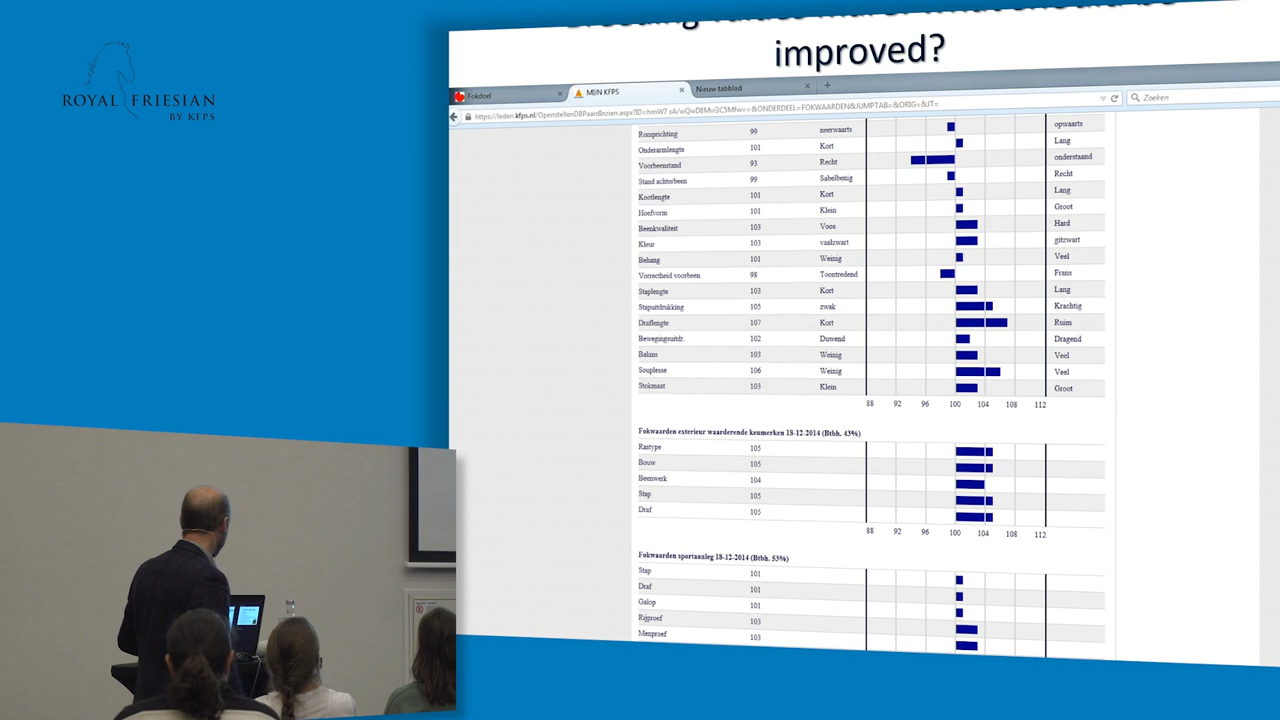 improved?
ROYAL FRIESIAN
BY KFPS
Fokdoel
MIJN KFPS
Nieuw tabblad
Zoeken
Romprichting 99 neerwaarts opwaarts
Onderarmlengte 101 Kort Lang
Voorbeenstand 93 Recht onderstaand
Stand achterbeen 99 Sabelbenig Recht
Kootlengte 101 Kort Lang
Hoefvorm 101 Klein Groot
Beenkwaliteit 103 Voos Hard
Kleur 103 vaalzwart gitzwart
Behang 101 Weinig Veel
Vorrectheid voorbeen 98 Toontredend Frans
Staplengte 103 Kort Lang
Stapuitdrukking 105 zwak Krachtig
Draflengte 107 Kort Ruim
Bewegingsuitdr. 102 Duwend Dragend
Balans 103 Weinig Veel
Souplesse 106 Weinig Veel
Stokmaat 103 Klein Groot
88 92 96 100 104 108 112
Fokwaarden exterieur waarderende kenmerken 18-12-2014 (Btbh. 43%)
Rastype 105
Bouw 105
Beenwerk 104
Stap 105
Draf 105
88 92 96 100 104 108 112
Fokwaarden sportaanleg 18-12-2014 (Btbh. 53%)
Stap 101
Draf 101
Galop 101
Rijproef 103
Menproef 103